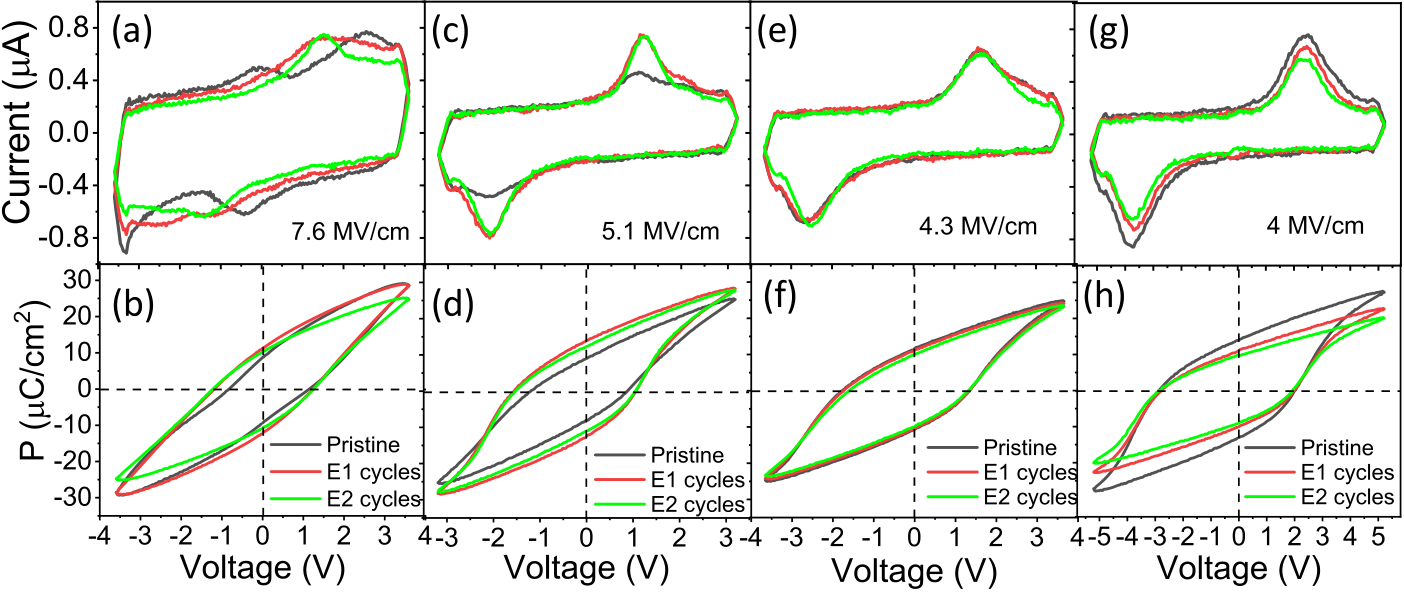 (a) (c) (e) (g)
Current (µA)
0.8
0.4
0.0
-0.4
-0.8
7.6 MV/cm 5.1 MV/cm 4.3 MV/cm 4 MV/cm
(b) (d) (f) (h)
P (µC/cm²)
30
20
10
0
-10
-20
-30
Pristine
E1 cycles
E2 cycles
Pristine
E1 cycles
E2 cycles
Pristine
E1 cycles
E2 cycles
Pristine
E1 cycles
E2 cycles
-4 -3 -2 -1 0 1 2 3 4 -3 -2 -1 0 1 2 3 -4 -3 -2 -1 0 1 2 3 4 -5 -4 -3 -2 -1 0 1 2 3 4 5
Voltage (V) Voltage (V) Voltage (V) Voltage (V)